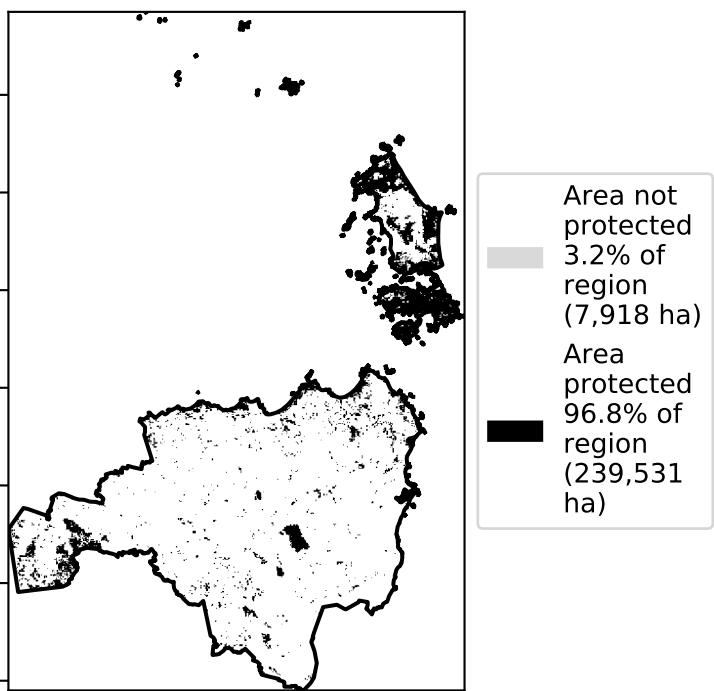 Area not
protected
3.2% of
region
(7,918 ha)
Area
protected
96.8% of
region
(239,531
ha)